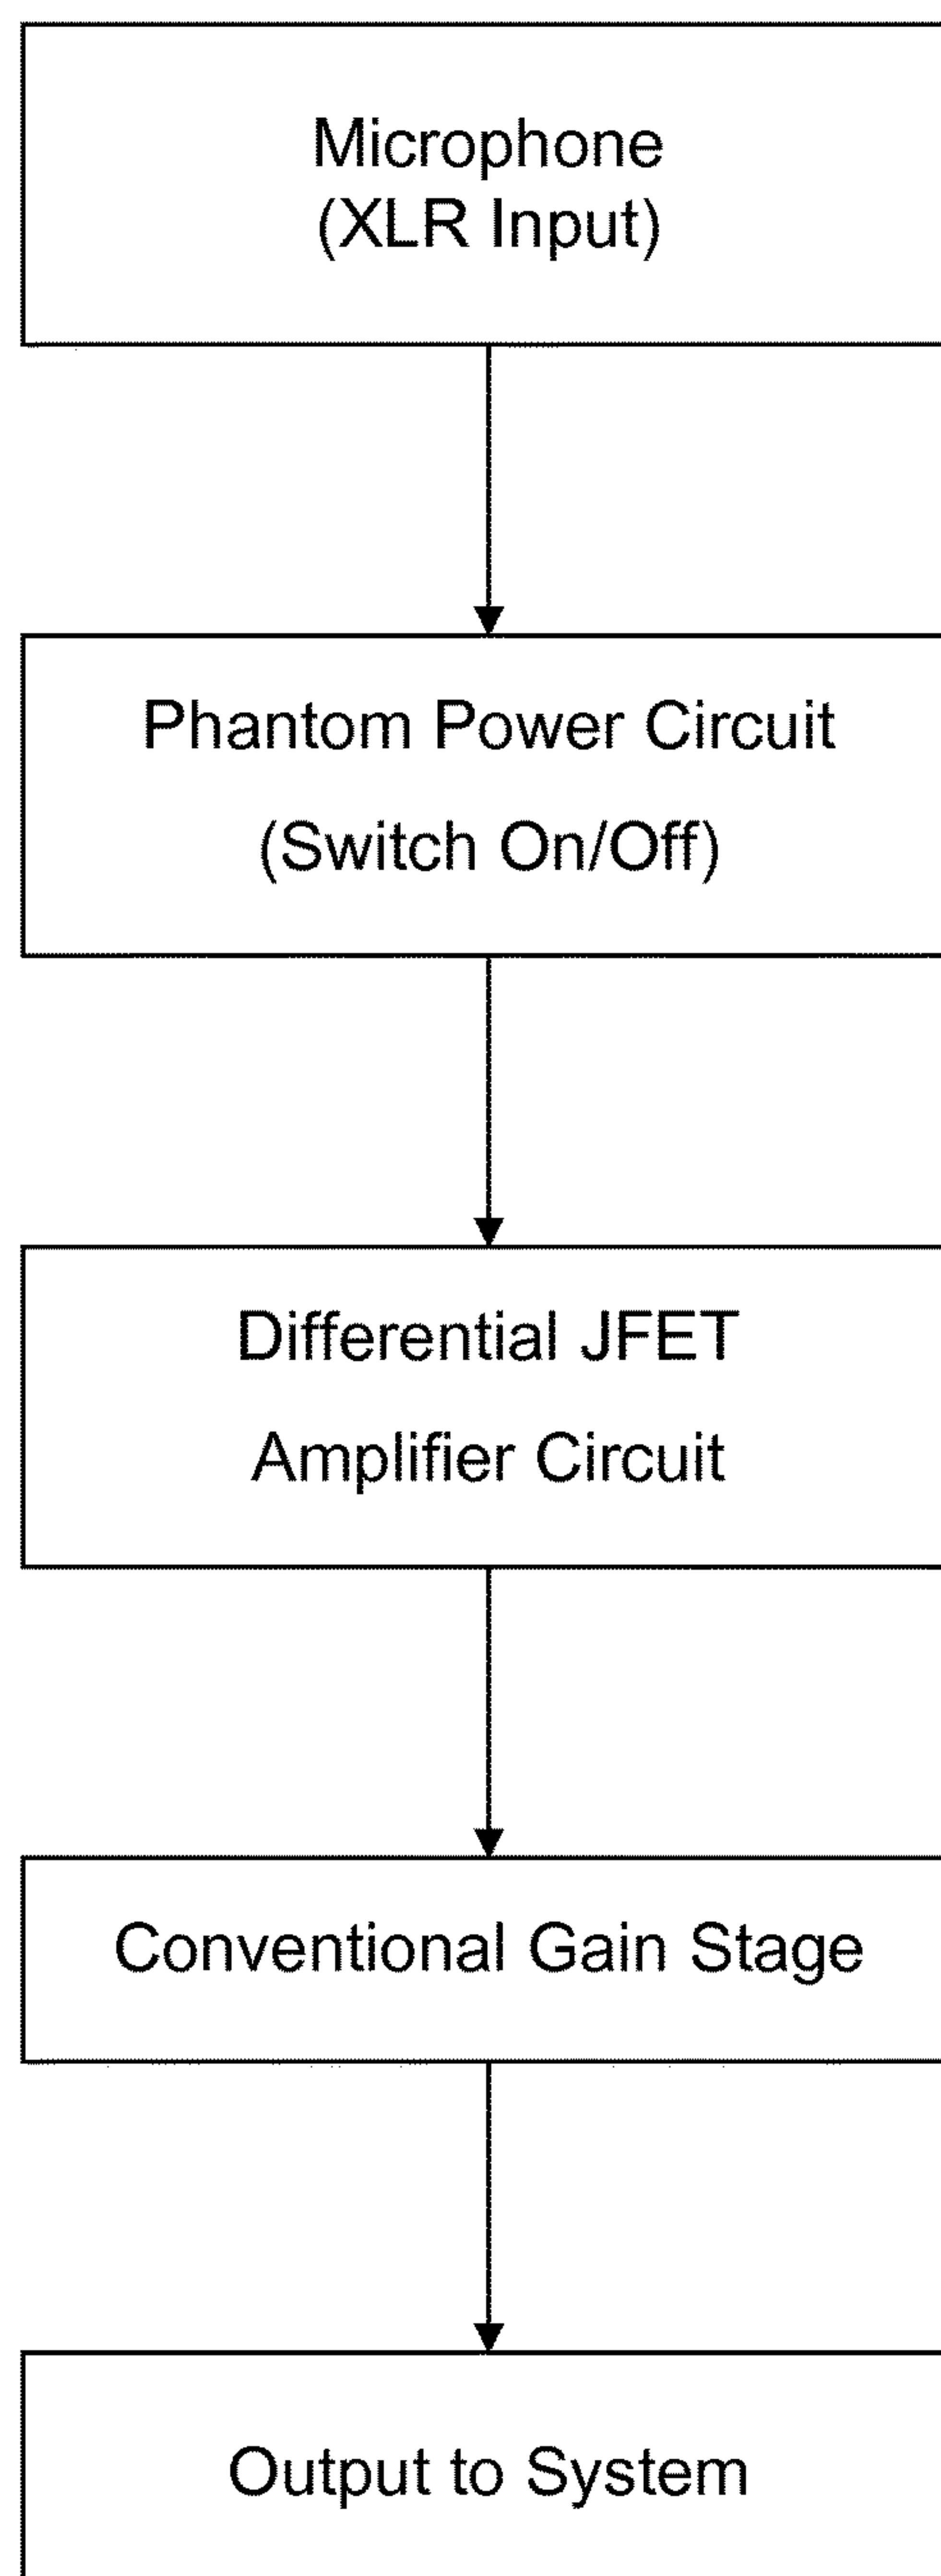 Microphone
(XLR Input)
Phantom Power Circuit
(Switch On/Off)
Differential JFET
Amplifier Circuit
Conventional Gain Stage
Output to System